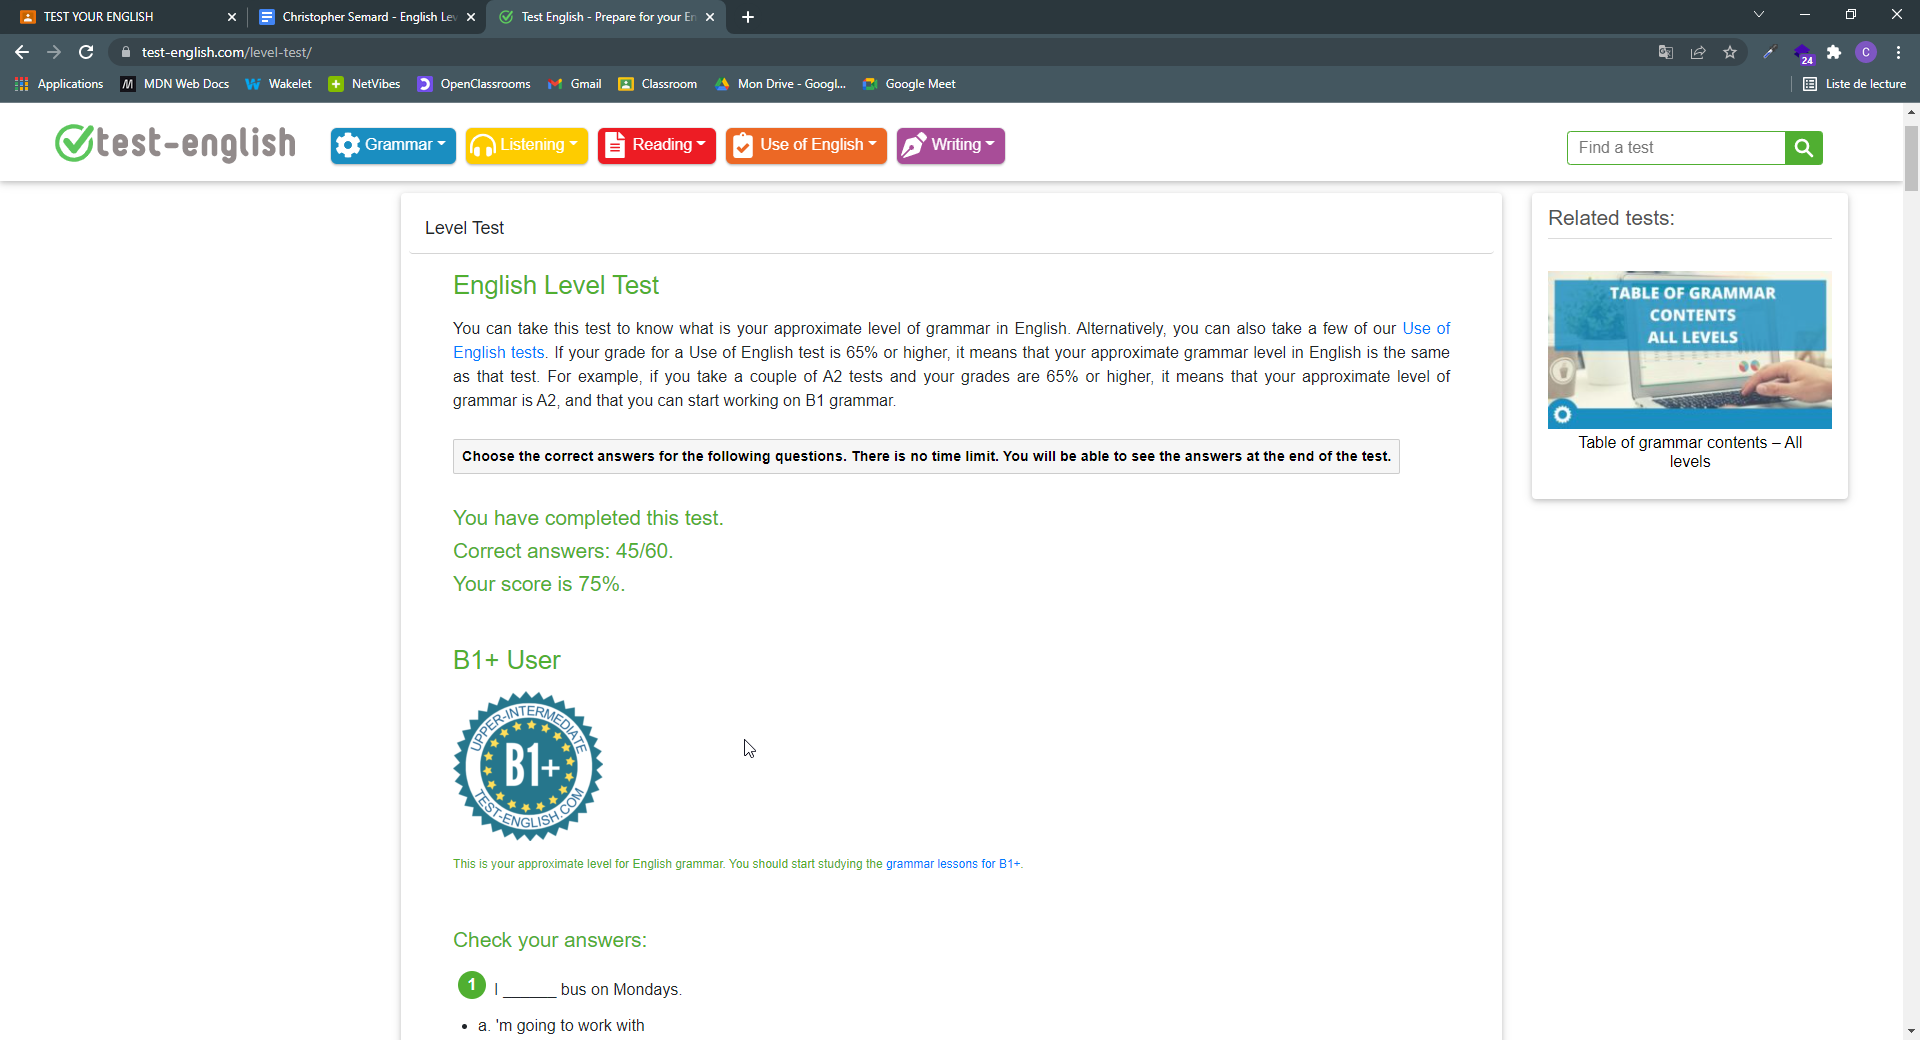 TEST YOUR ENGLISH
Christopher Semard - English Lev
Test English - Prepare for your En
test-english.com/level-test/
24
C
Applications
MDN Web Docs
Wakelet
NetVibes
OpenClassrooms
Gmail
Classroom
Mon Drive - Googl...
Google Meet
Liste de lecture
test-english
Grammar
Listening
Reading
Use of English
Writing
Find a test
Level Test
English Level Test
You can take this test to know what is your approximate level of grammar in English. Alternatively, you can also take a few of our Use of
English tests. If your grade for a Use of English test is 65% or higher, it means that your approximate grammar level in English is the same
as that test. For example, if you take a couple of A2 tests and your grades are 65% or higher, it means that your approximate level of
grammar is A2, and that you can start working on B1 grammar.
Choose the correct answers for the following questions. There is no time limit. You will be able to see the answers at the end of the test.
You have completed this test.
Correct answers: 45/60.
Your score is 75%.
B1+ User
UPPER-INTERMEDIATE
B1+
TEST-ENGLISH.COM
This is your approximate level for English grammar. You should start studying the grammar lessons for B1+.
Check your answers:
1 I ______ bus on Mondays.
• a. 'm going to work with
Related tests:
TABLE OF GRAMMAR
CONTENTS
ALL LEVELS
Table of grammar contents – All
levels